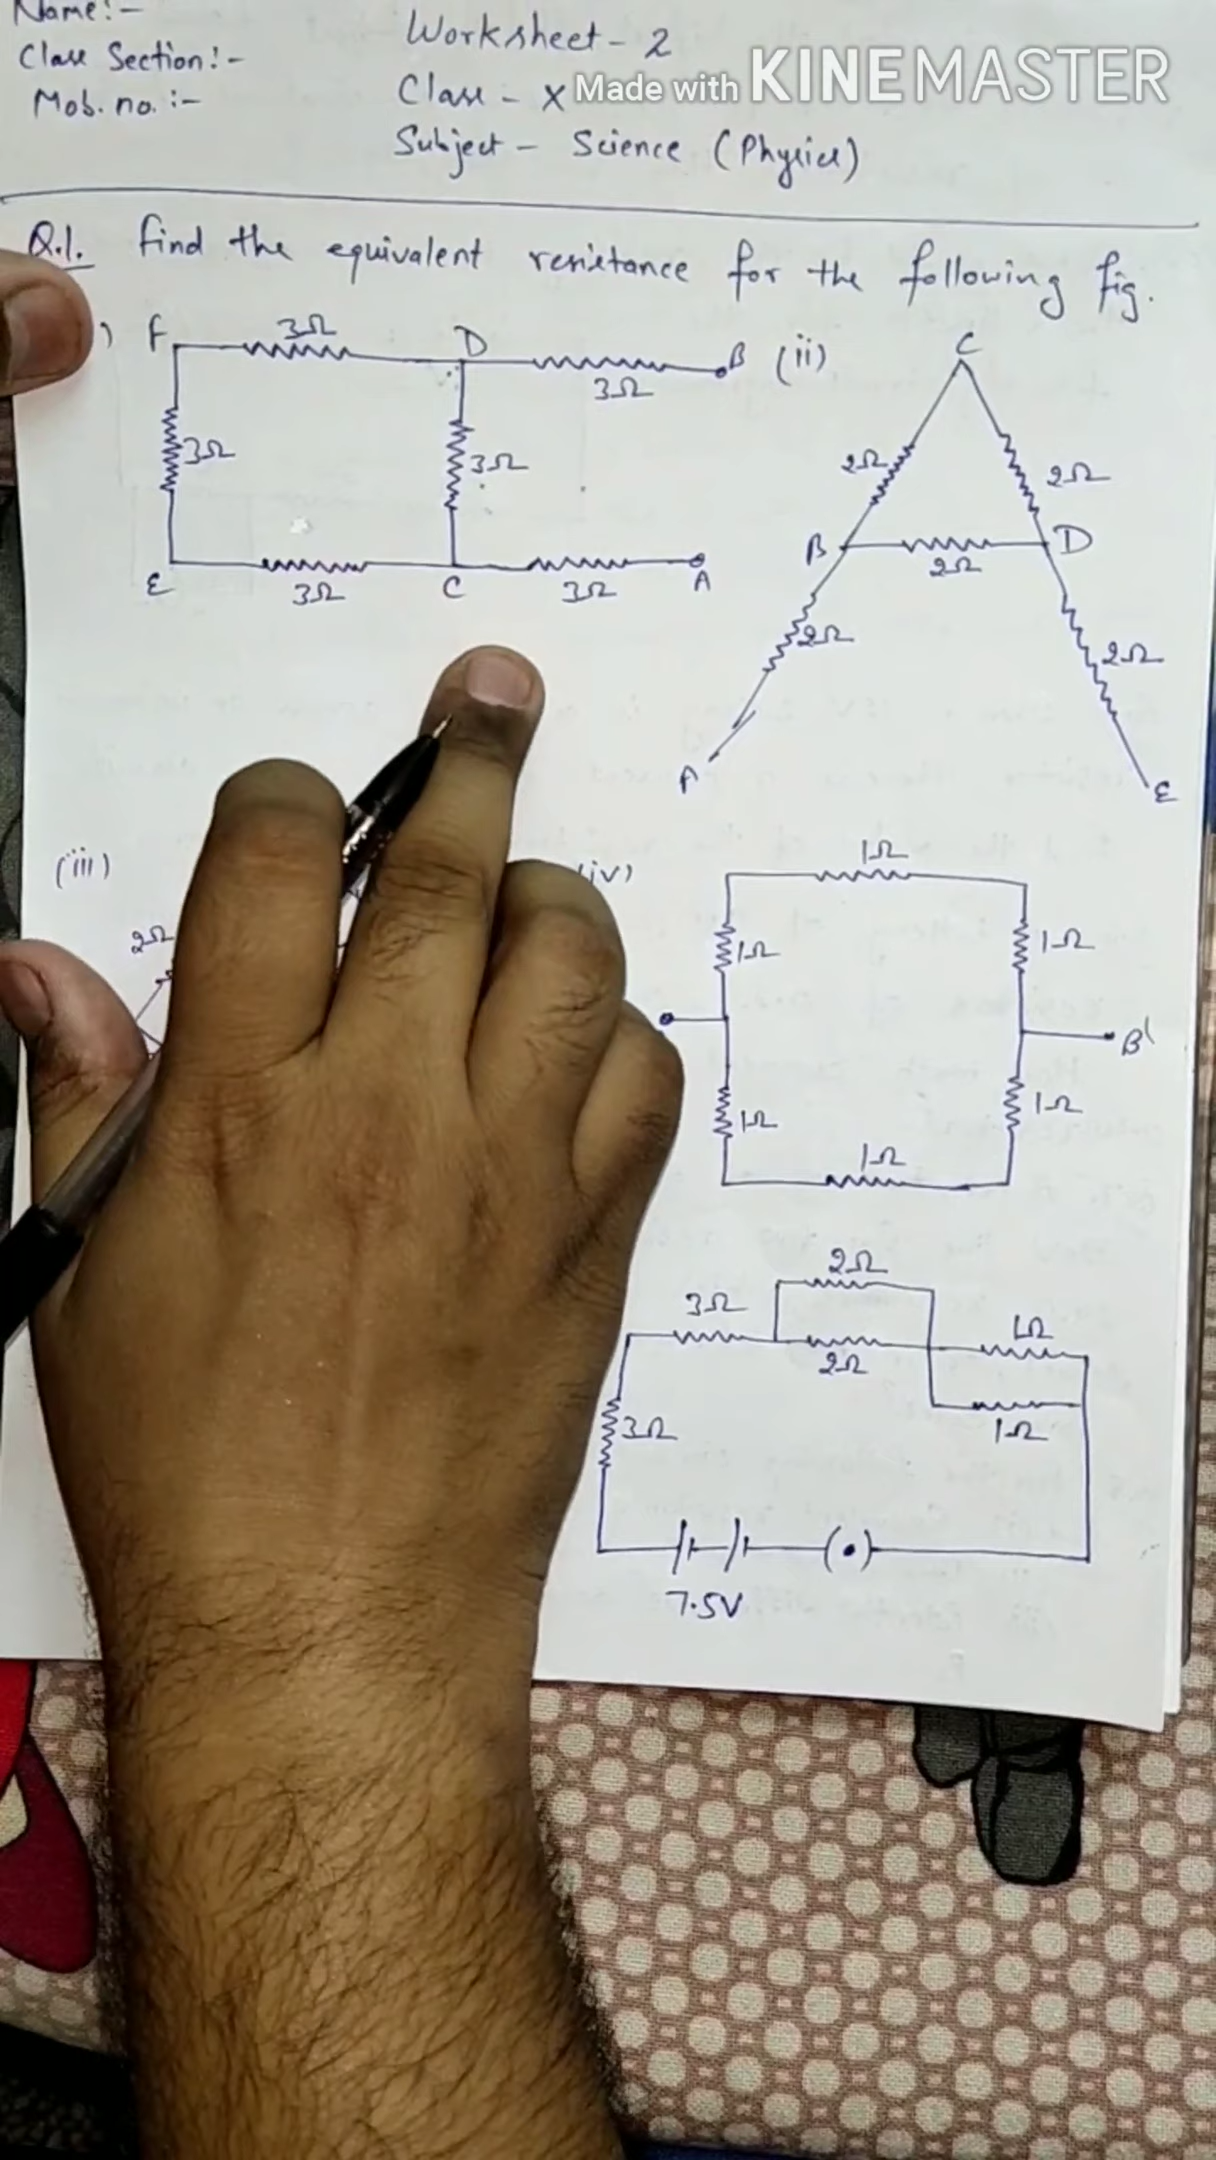 Name:-
Worksheet - 2
Class Section:-
Made with KINEMASTER
Class - X
Mob. no. :-
Subject - Science (Physics)
Q.1. find the equivalent resistance for the following fig.
) F 3Ω D B (ii) C
3Ω
3Ω 3Ω 2Ω 2Ω
B 2Ω D
E 3Ω C 3Ω A
2Ω 2Ω
A E
(iii) iv) 1Ω
2Ω 1Ω 1Ω
B
1Ω 1Ω
1Ω
2Ω
3Ω 1Ω
2Ω
3Ω 1Ω
7.5V